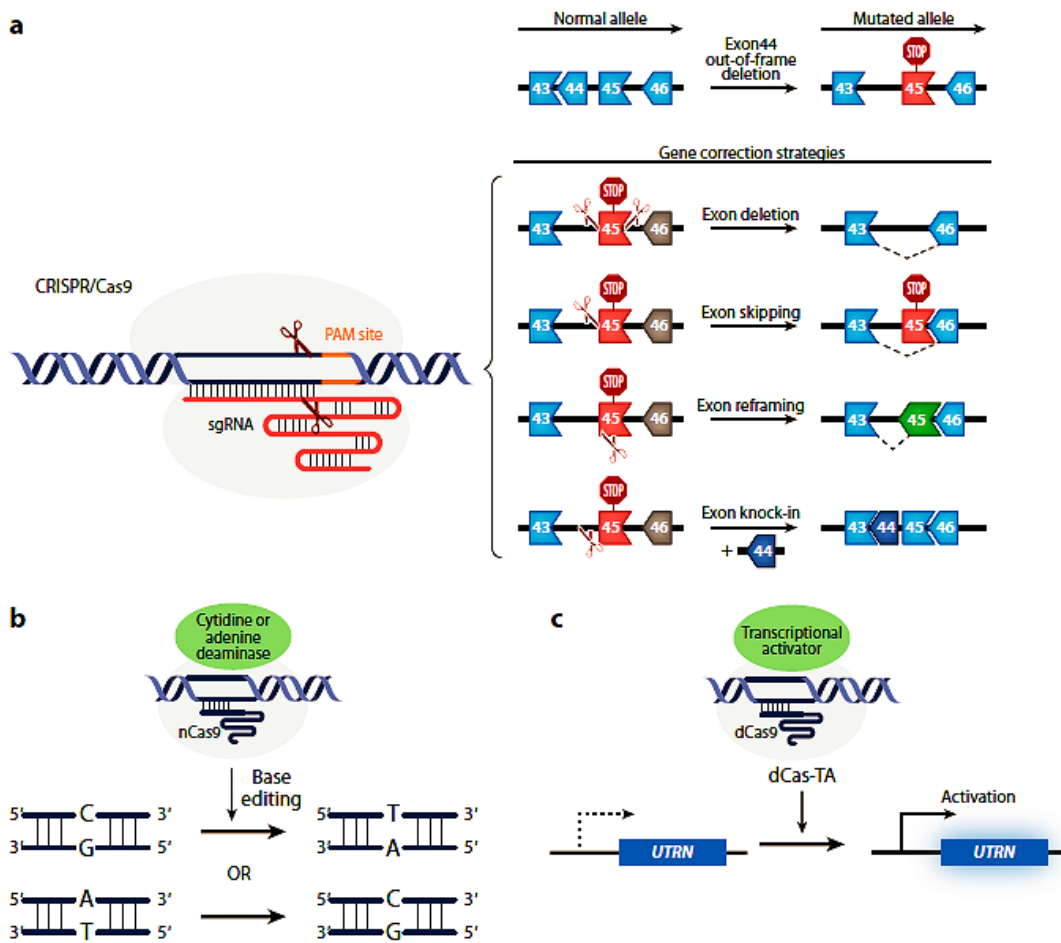 a
Normal allele
Mutated allele
Exon44
out-of-frame
deletion
STOP
43 44 45 46
43 45 46
Gene correction strategies
STOP
43 45 46
Exon deletion
43 46
CRISPR/Cas9
PAM site
sgRNA
STOP
43 45 46
Exon skipping
STOP
43 45 46
STOP
43 45 46
Exon reframing
43 45 46
STOP
43 45 46
Exon knock-in
+ 44
43 44 45 46
b
Cytidine or
adenine
deaminase
nCas9
Base
editing
5′ C 3′
3′ G 5′
5′ T 3′
3′ A 5′
OR
5′ A 3′
3′ T 5′
5′ C 3′
3′ G 5′
c
Transcriptional
activator
dCas9
dCas-TA
UTRN
Activation
UTRN